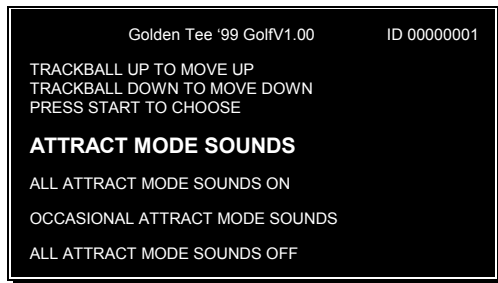 Golden Tee ‘99 GolfV1.00 ID 00000001
TRACKBALL UP TO MOVE UP
TRACKBALL DOWN TO MOVE DOWN
PRESS START TO CHOOSE
ATTRACT MODE SOUNDS
ALL ATTRACT MODE SOUNDS ON
OCCASIONAL ATTRACT MODE SOUNDS
ALL ATTRACT MODE SOUNDS OFF